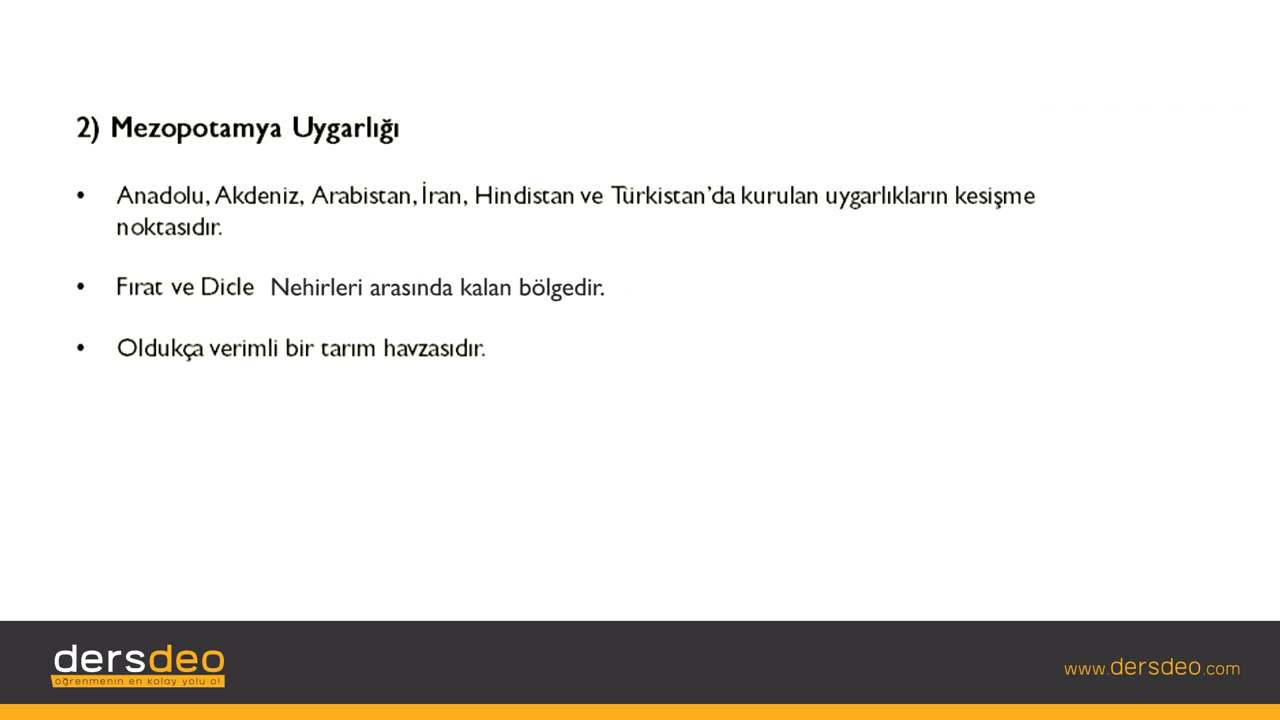 2) Mezopotamya Uygarlığı
• Anadolu, Akdeniz, Arabistan, İran, Hindistan ve Türkistan’da kurulan uygarlıkların kesişme
noktasıdır.
• Fırat ve Dicle Nehirleri arasında kalan bölgedir.
• Oldukça verimli bir tarım havzasıdır.
dersdeo
öğrenmenin en kolay yolu o!
www.dersdeo.com